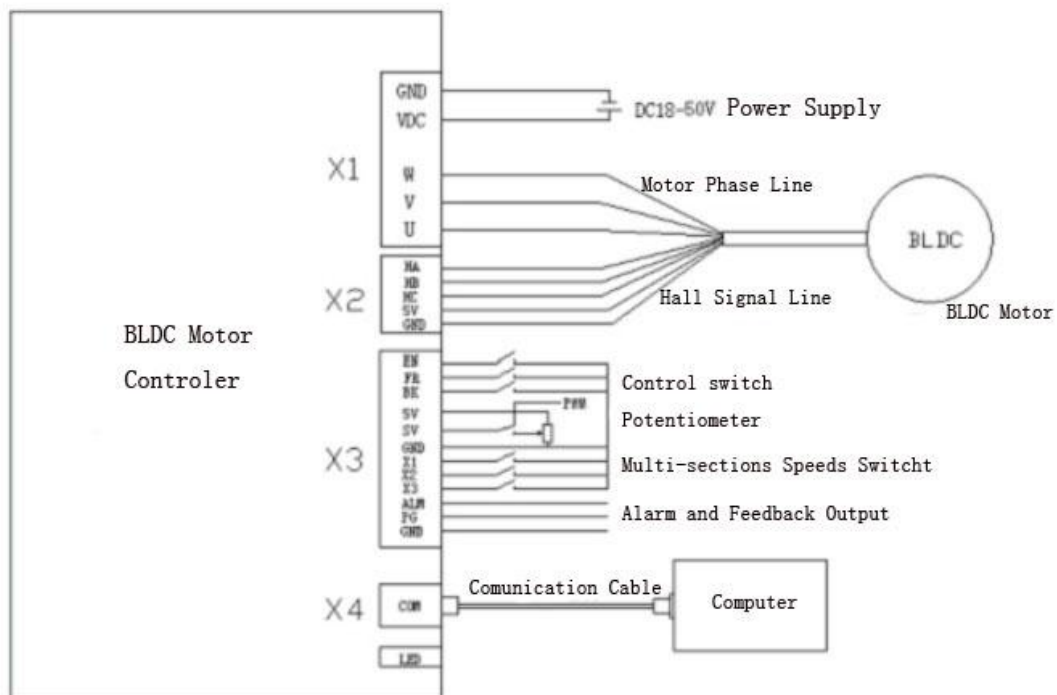 GND
VDC
DC18-50V Power Supply
X1
W
V
U
Motor Phase Line
BLDC
BLDC Motor
X2
HA
HB
HC
5V
GND
Hall Signal Line
BLDC Motor
Controler
X3
EN
FR
BK
5V
SV
GND
X1
X2
X3
ALM
PG
GND
Control switch
PWM
Potentiometer
Multi-sections Speeds Switcht
Alarm and Feedback Output
X4
COM
Comunication Cable
Computer
LED